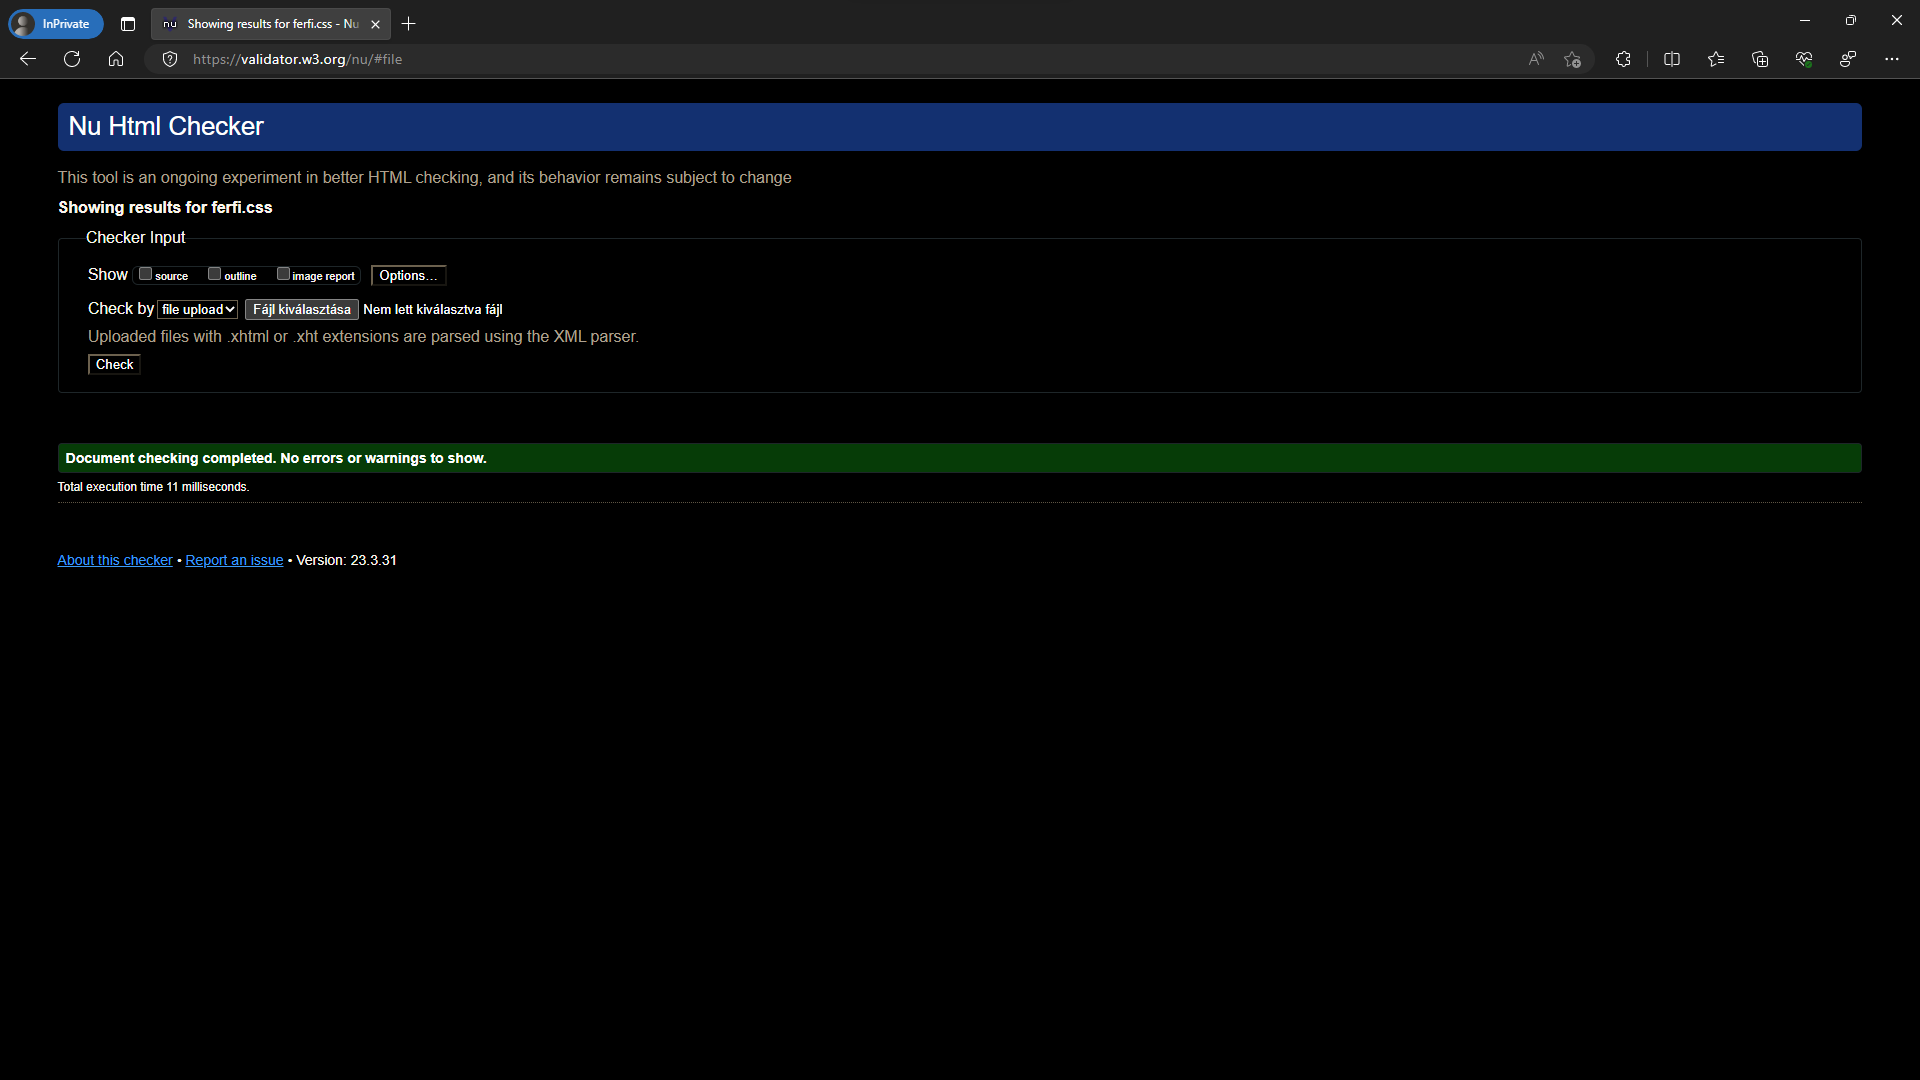 InPrivate
nu Showing results for ferfi.css - Nu
https://validator.w3.org/nu/#file
Nu Html Checker
This tool is an ongoing experiment in better HTML checking, and its behavior remains subject to change
Showing results for ferfi.css
Checker Input
Show source outline image report Options...
Check by file upload Fájl kiválasztása Nem lett kiválasztva fájl
Uploaded files with .xhtml or .xht extensions are parsed using the XML parser.
Check
Document checking completed. No errors or warnings to show.
Total execution time 11 milliseconds.
About this checker • Report an issue • Version: 23.3.31